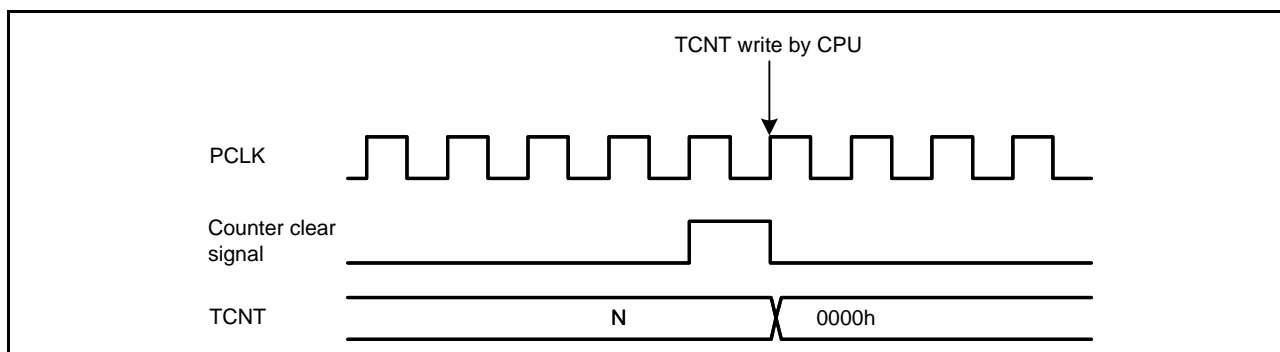 TCNT write by CPU
PCLK
Counter clear
signal
TCNT N 0000h